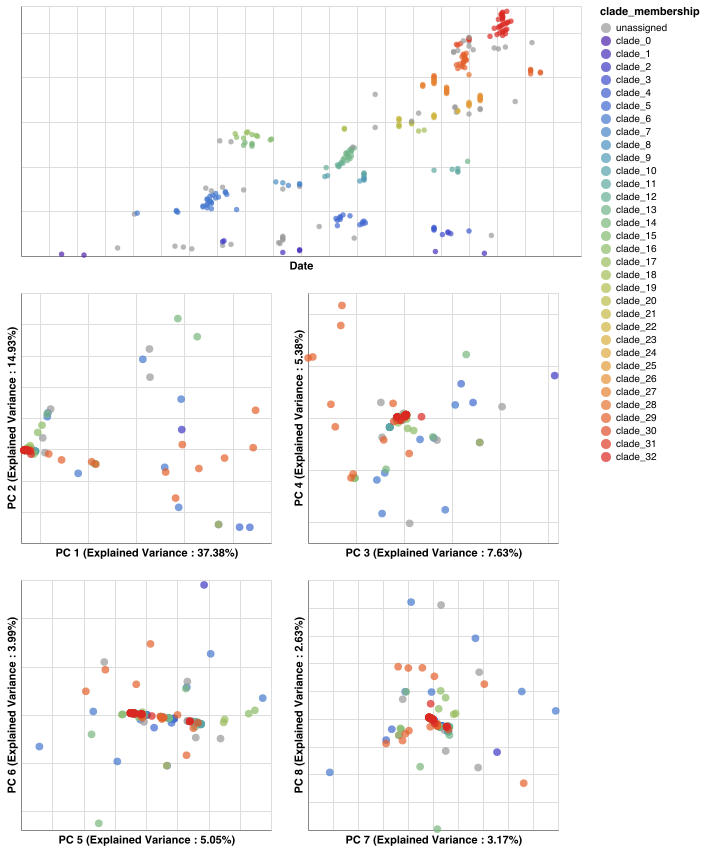 clade_membership
unassigned
clade_0
clade_1
clade_2
clade_3
clade_4
clade_5
clade_6
clade_7
clade_8
clade_9
clade_10
clade_11
clade_12
clade_13
clade_14
clade_15
clade_16
clade_17
clade_18
clade_19
clade_20
clade_21
clade_22
clade_23
clade_24
clade_25
clade_26
clade_27
clade_28
clade_29
clade_30
clade_31
clade_32
Date
PC 2 (Explained Variance : 14.93%)
PC 1 (Explained Variance : 37.38%)
PC 4 (Explained Variance : 5.38%)
PC 3 (Explained Variance : 7.63%)
PC 6 (Explained Variance : 3.99%)
PC 5 (Explained Variance : 5.05%)
PC 8 (Explained Variance : 2.63%)
PC 7 (Explained Variance : 3.17%)